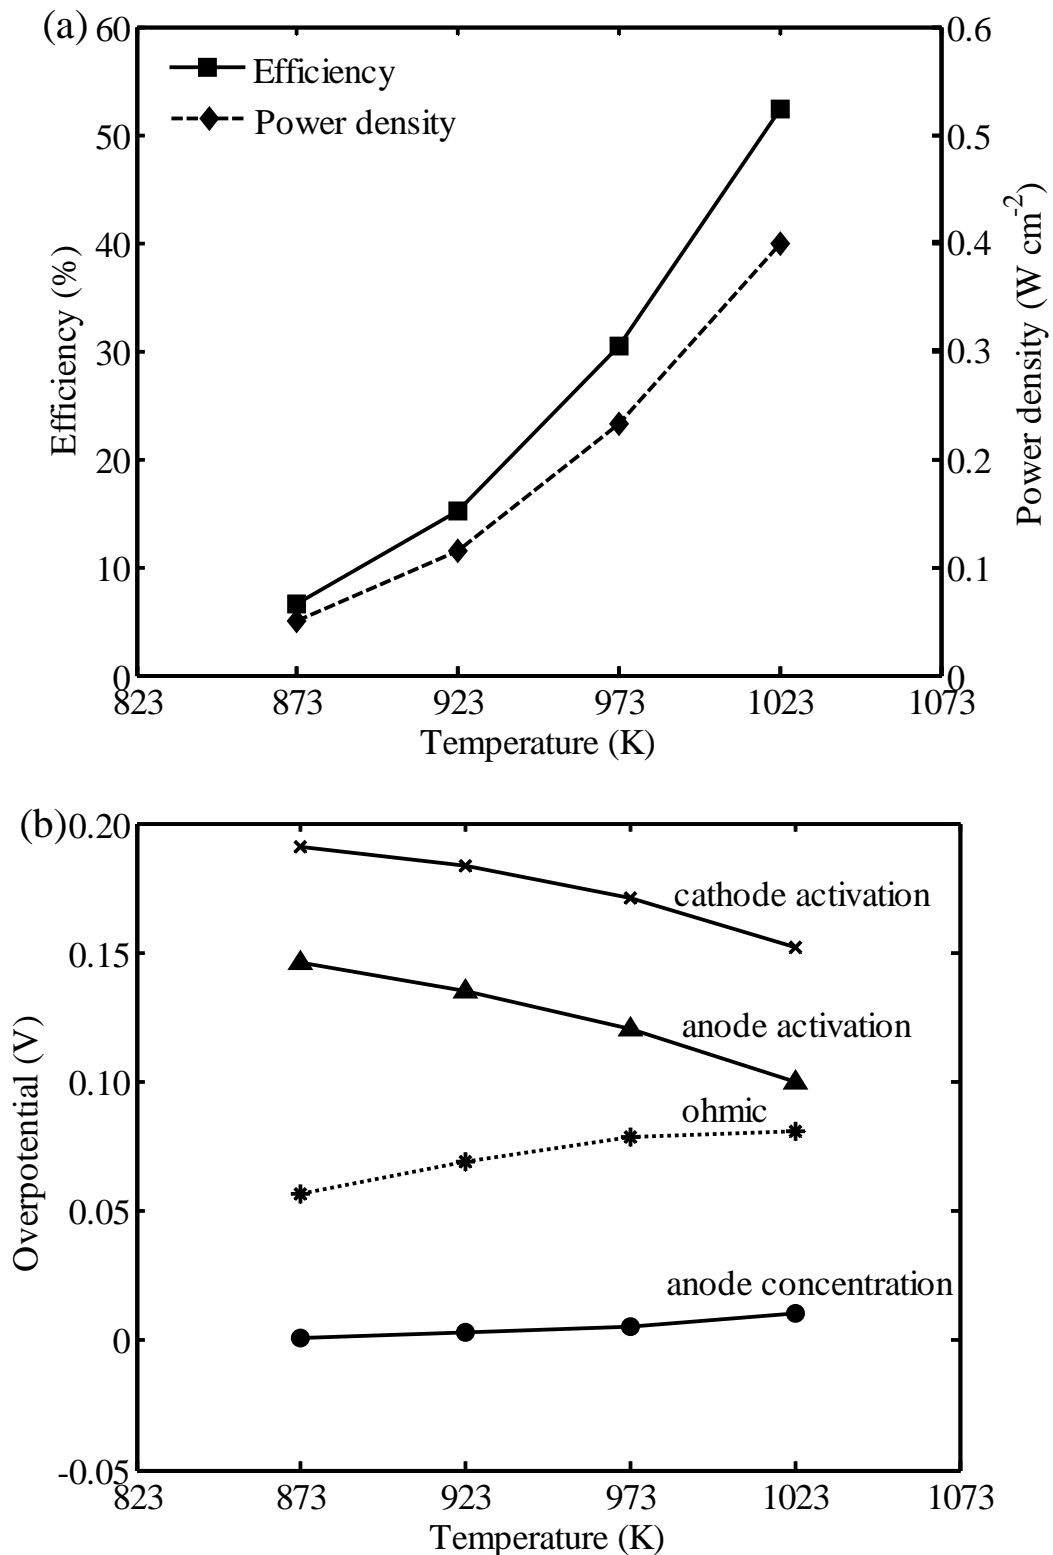 (a)
60
0.6
Efficiency
Power density
50
0.5
40
0.4
30
0.3
20
0.2
10
0.1
0
0
Efficiency (%)
Power density (W cm-2)
823 873 923 973 1023 1073
Temperature (K)
(b)
0.20
cathode activation
0.15
anode activation
0.10
ohmic
0.05
anode concentration
0
-0.05
Overpotential (V)
823 873 923 973 1023 1073
Temperature (K)